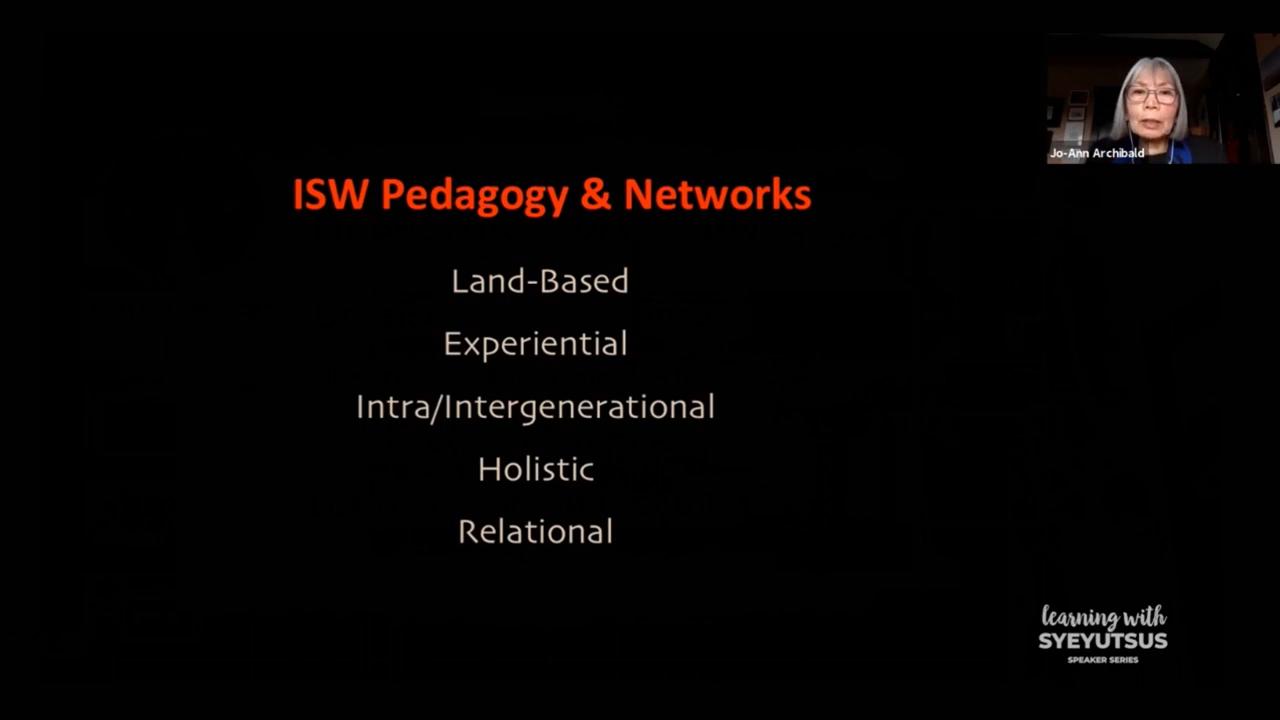 Jo-Ann Archibald
ISW Pedagogy & Networks
Land-Based
Experiential
Intra/Intergenerational
Holistic
Relational
learning with
SYEYUTSUS
SPEAKER SERIES